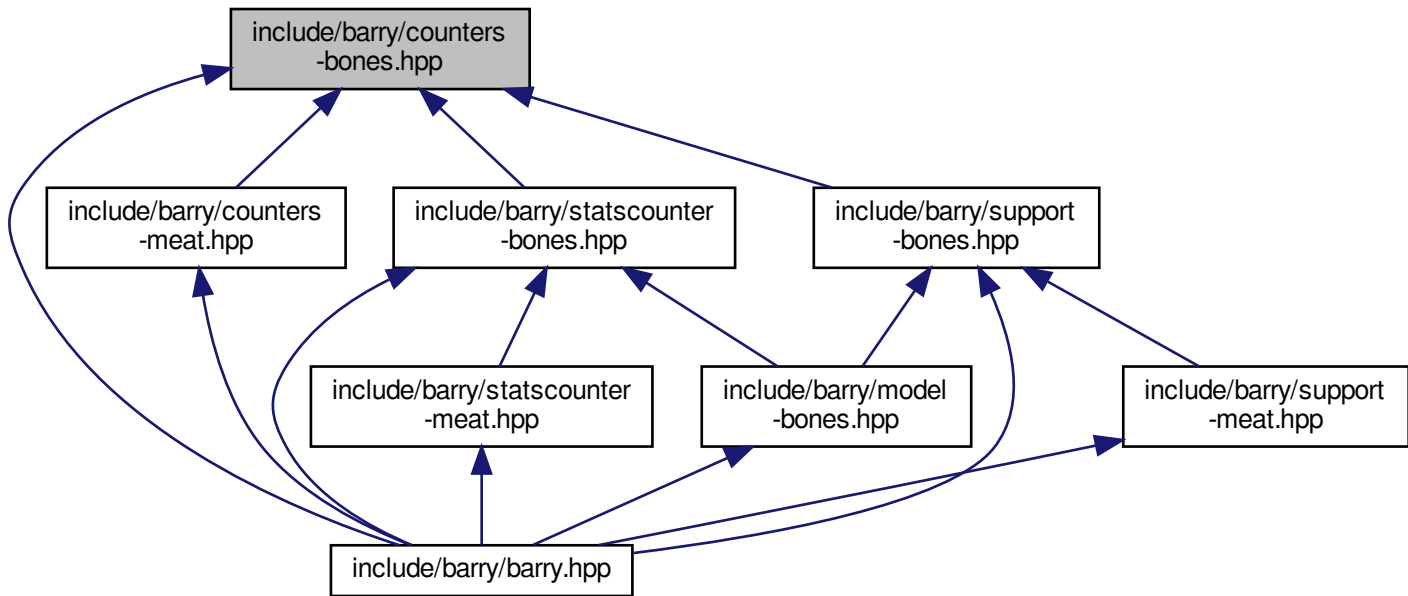 include/barry/counters
-bones.hpp
include/barry/counters
-meat.hpp
include/barry/statscounter
-bones.hpp
include/barry/support
-bones.hpp
include/barry/statscounter
-meat.hpp
include/barry/model
-bones.hpp
include/barry/support
-meat.hpp
include/barry/barry.hpp